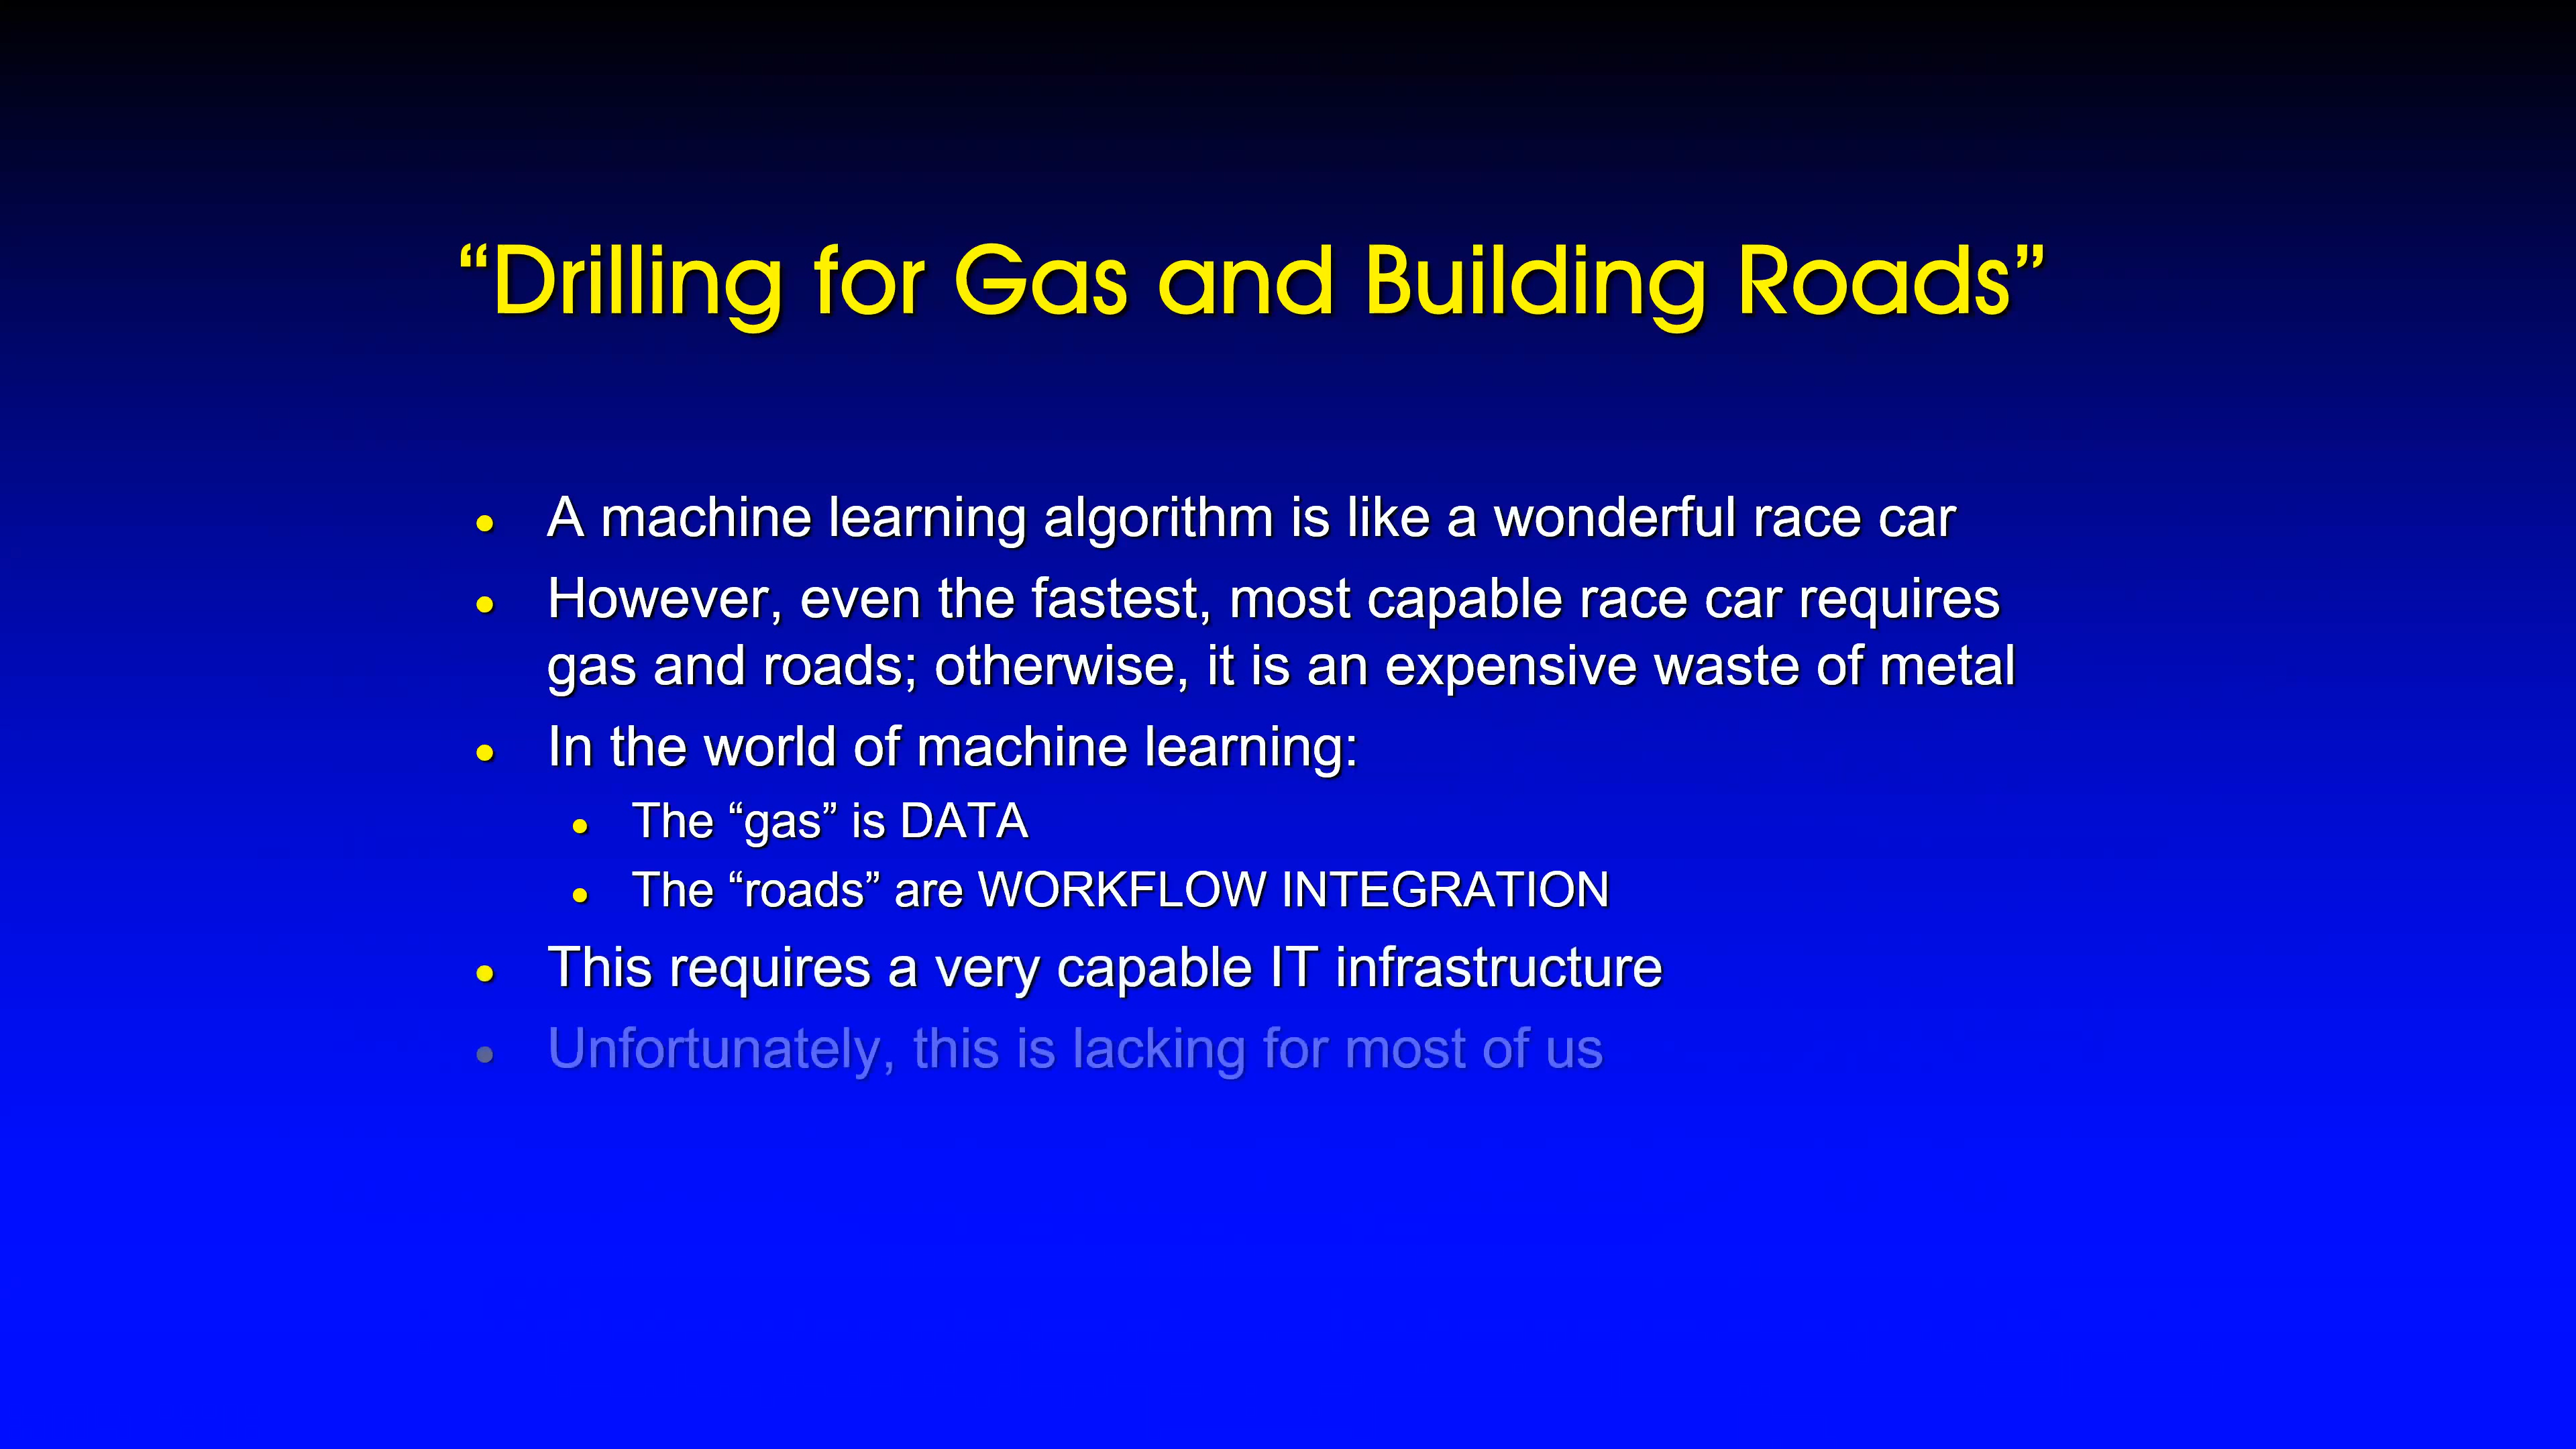 “Drilling for Gas and Building Roads”
• A machine learning algorithm is like a wonderful race car
• However, even the fastest, most capable race car requires
gas and roads; otherwise, it is an expensive waste of metal
• In the world of machine learning:
• The “gas” is DATA
• The “roads” are WORKFLOW INTEGRATION
• This requires a very capable IT infrastructure
• Unfortunately, this is lacking for most of us